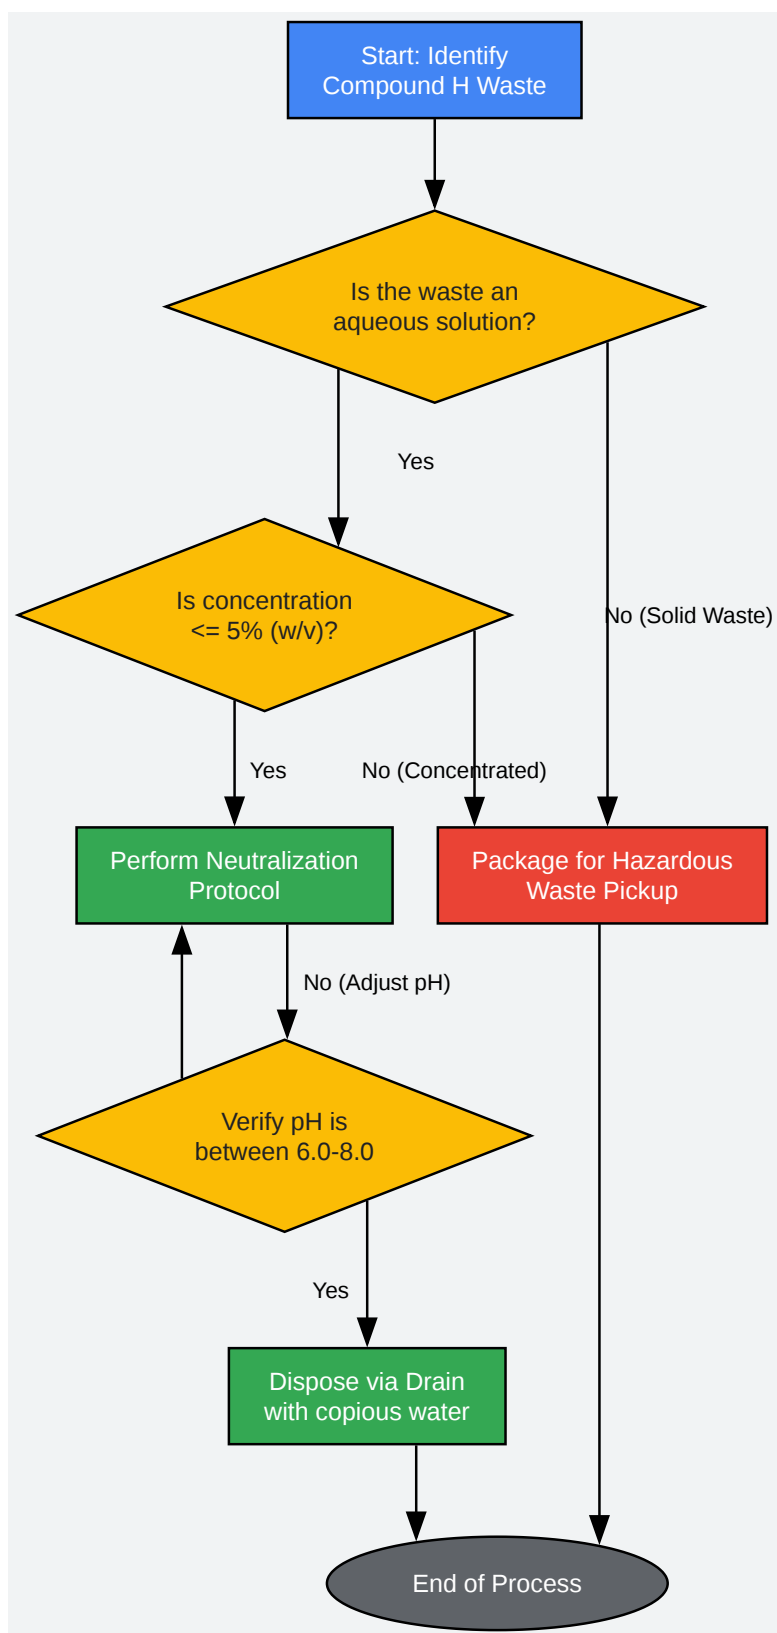 Start: Identify
Compound H Waste
Is the waste an
aqueous solution?
Yes
Is concentration
<= 5% (w/v)?
No (Solid Waste)
Yes
No (Concentrated)
Perform Neutralization
Protocol
Package for Hazardous
Waste Pickup
No (Adjust pH)
Verify pH is
between 6.0-8.0
Yes
Dispose via Drain
with copious water
End of Process